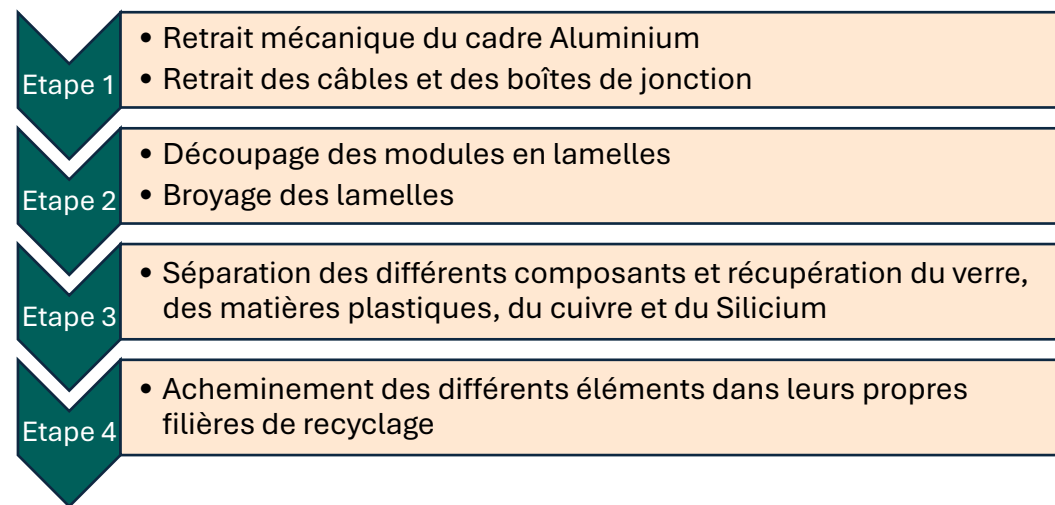 Etape 1
• Retrait mécanique du cadre Aluminium
• Retrait des câbles et des boîtes de jonction
Etape 2
• Découpage des modules en lamelles
• Broyage des lamelles
Etape 3
• Séparation des différents composants et récupération du verre,
des matières plastiques, du cuivre et du Silicium
Etape 4
• Acheminement des différents éléments dans leurs propres
filières de recyclage